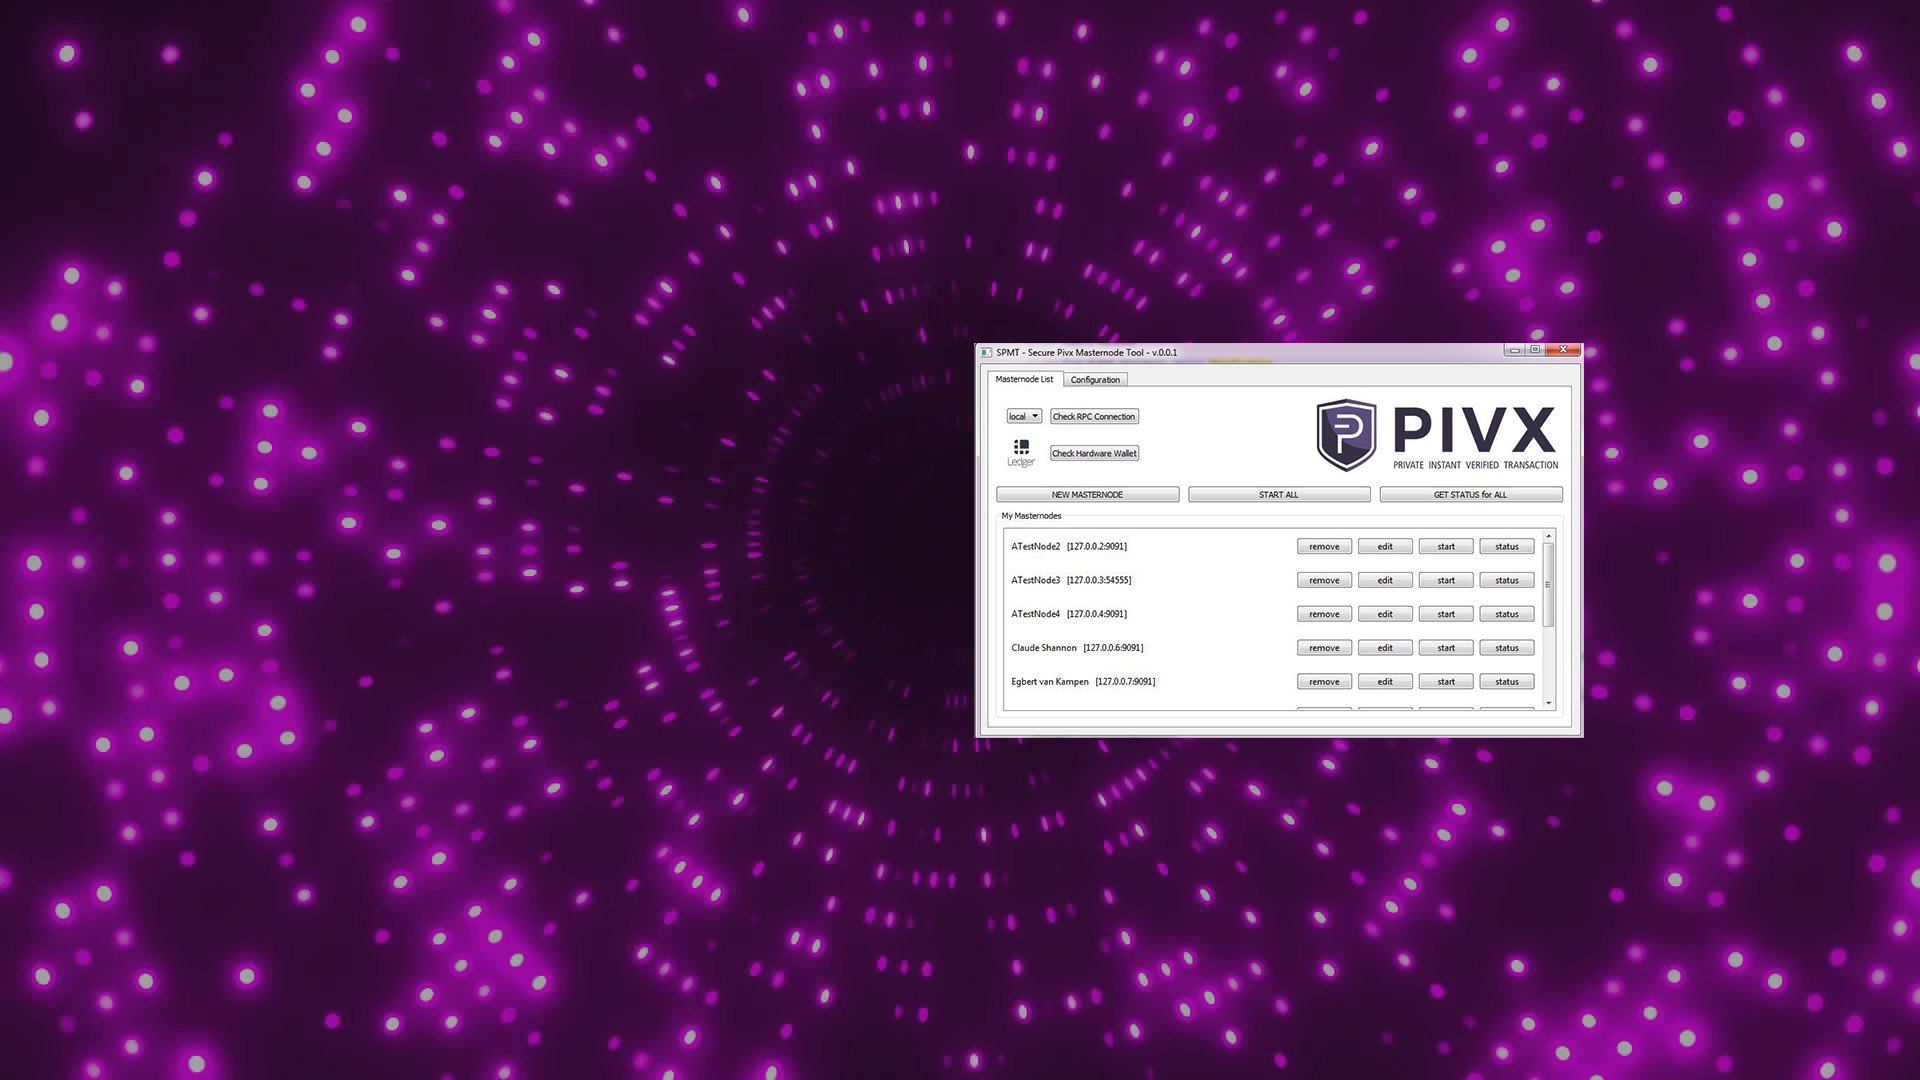 SPMT - Secure Pivx Masternode Tool - v.0.0.1
Masternode List Configuration
local Check RPC Connection
Ledger Check Hardware Wallet
PIVX
PRIVATE INSTANT VERIFIED TRANSACTION
NEW MASTERNODE START ALL GET STATUS for ALL
My Masternodes
ATestNode2 [127.0.0.2:9091] remove edit start status
ATestNode3 [127.0.0.3:54555] remove edit start status
ATestNode4 [127.0.0.4:9091] remove edit start status
Claude Shannon [127.0.0.6:9091] remove edit start status
Egbert van Kampen [127.0.0.7:9091] remove edit start status